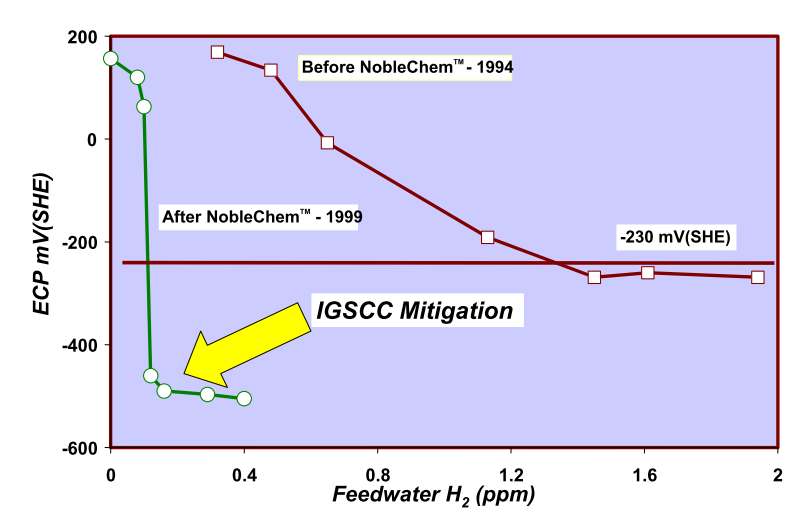 200
0
-200
-400
-600
ECP mV(SHE)
Before NobleChem™ - 1994
After NobleChem™ - 1999
-230 mV(SHE)
IGSCC Mitigation
0 0.4 0.8 1.2 1.6 2
Feedwater H₂ (ppm)